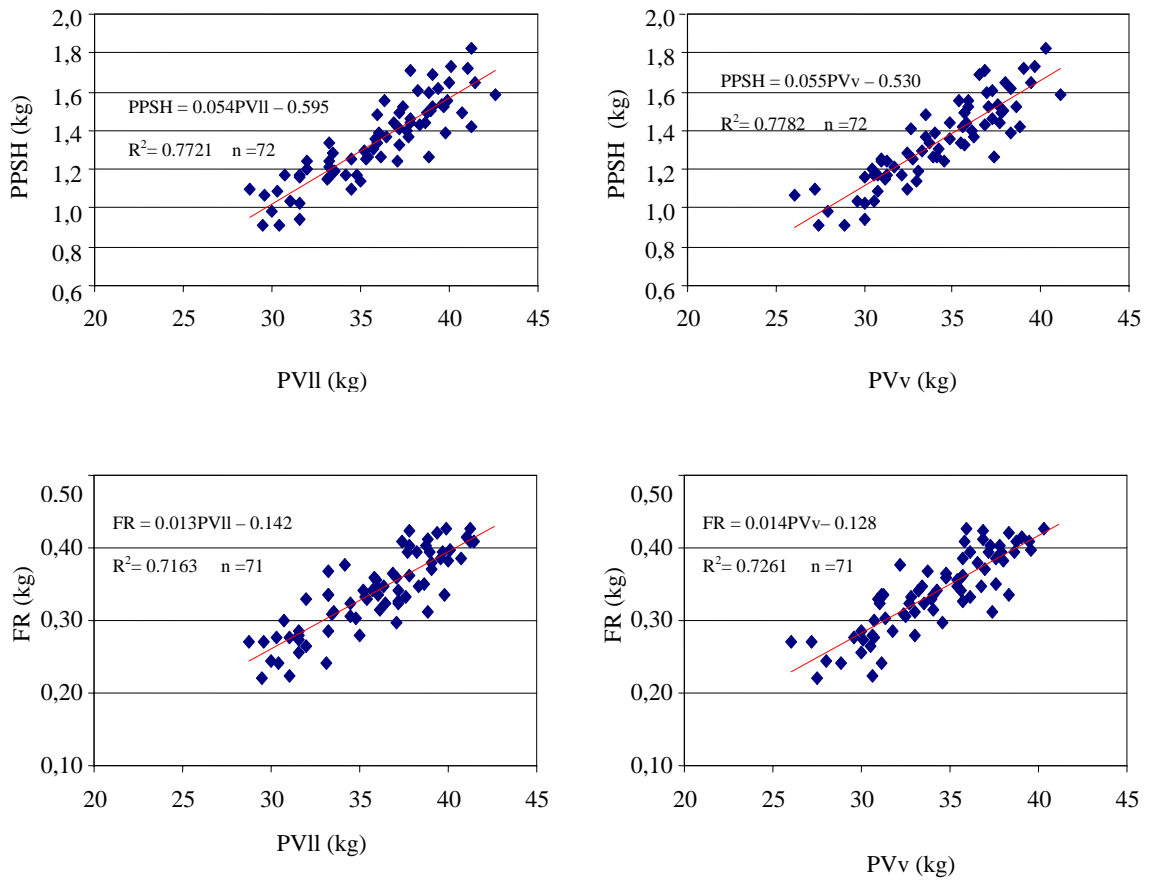 2,0
1,8
1,6
1,4
1,2
1,0
0,8
0,6
PPSH (kg)
PPSH = 0.054PVll – 0.595
R²= 0.7721 n =72
20 25 30 35 40 45
PVll (kg)
2,0
1,8
1,6
1,4
1,2
1,0
0,8
0,6
PPSH (kg)
PPSH = 0.055PVv – 0.530
R²= 0.7782 n =72
20 25 30 35 40 45
PVv (kg)
0.50
0,40
0,30
0,20
0,10
FR (kg)
FR = 0.013PVll – 0.142
R²= 0.7163 n =71
20 25 30 35 40 45
PVll (kg)
0.50
0,40
0,30
0,20
0,10
FR (kg)
FR = 0.014PVv– 0.128
R²= 0.7261 n =71
20 25 30 35 40 45
PVv (kg)